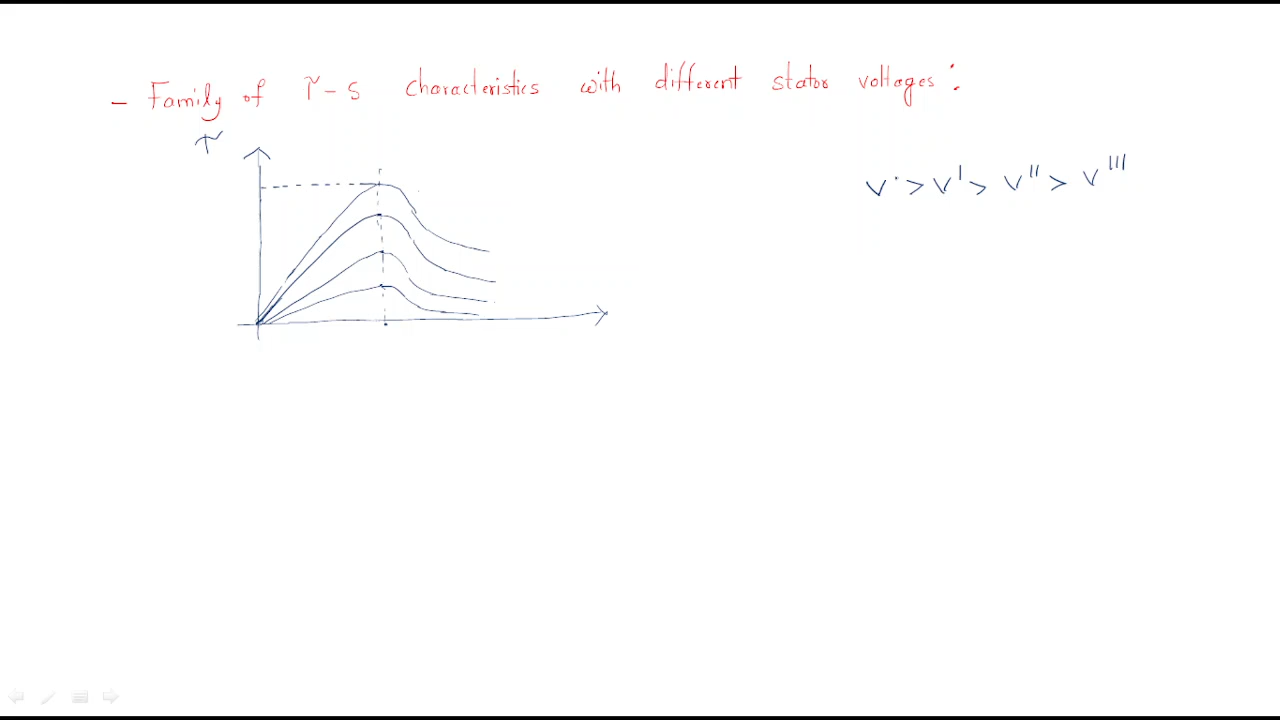 - Family of τ - s characteristics with different stator voltages :
τ
V > V' > V'' > V'''